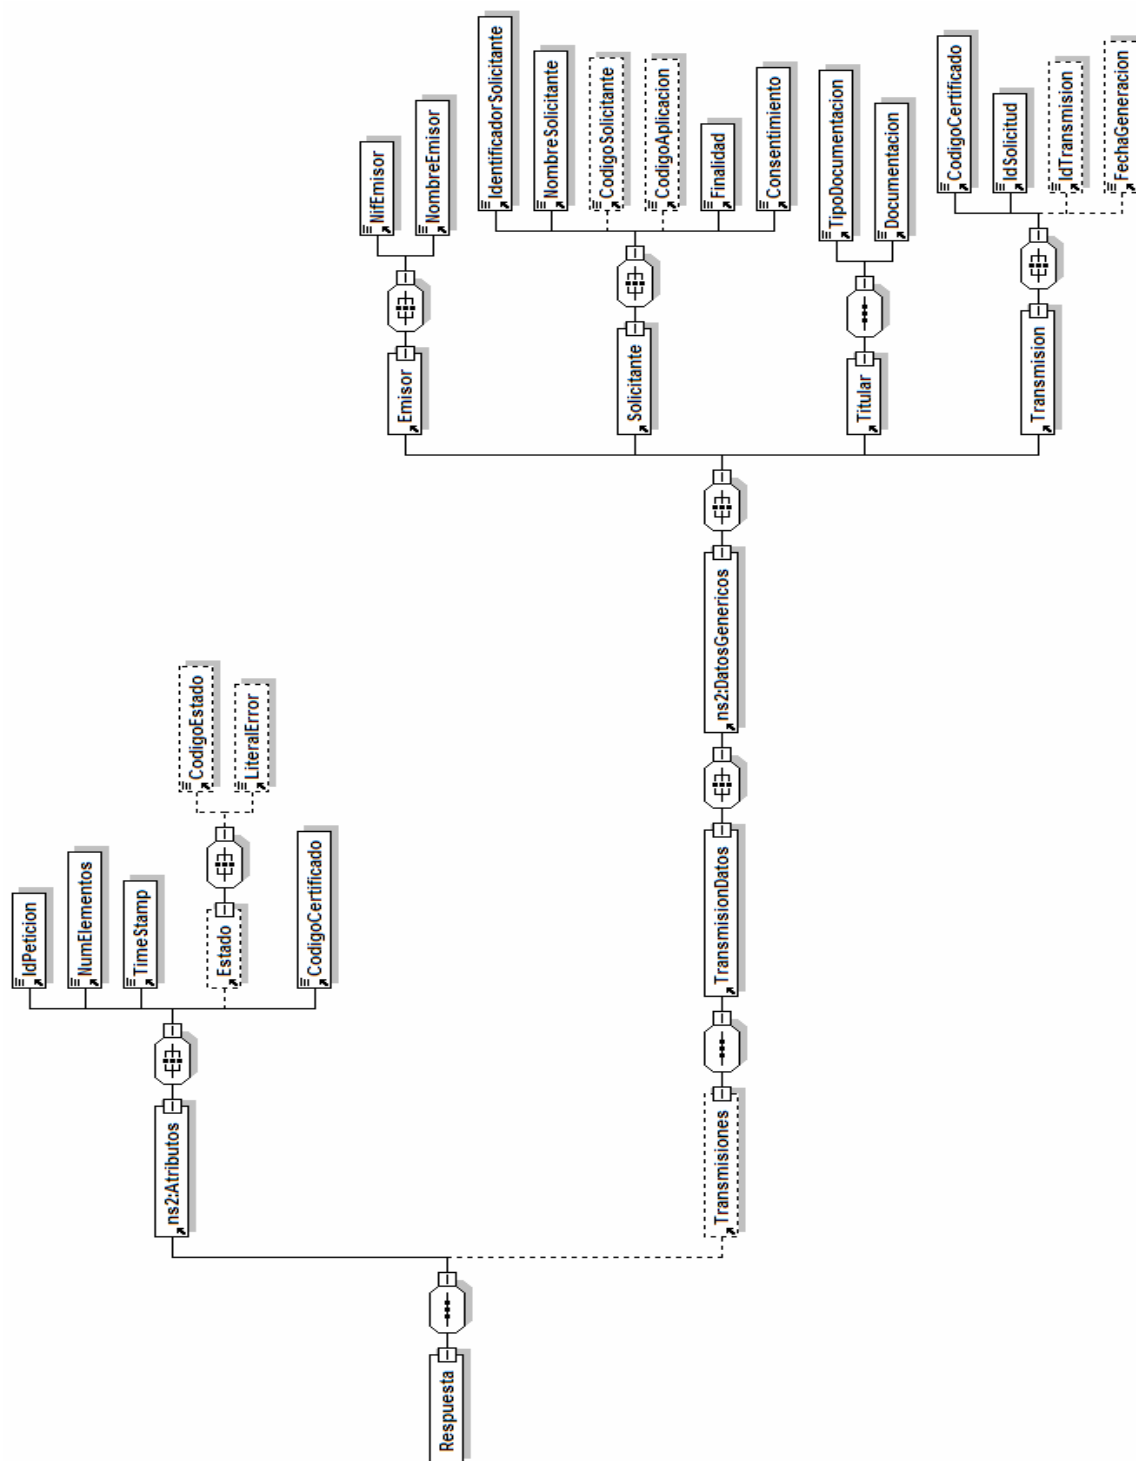 Respuesta
ns2:Atributos
IdPeticion
NumElementos
TimeStamp
Estado
CodigoEstado
LiteralError
CodigoCertificado
Transmisiones
TransmisionDatos
ns2:DatosGenericos
Emisor
NifEmisor
NombreEmisor
Solicitante
IdentificadorSolicitante
NombreSolicitante
CodigoSolicitante
CodigoAplicacion
Finalidad
Consentimiento
Titular
TipoDocumentacion
Documentacion
Transmision
CodigoCertificado
IdSolicitud
IdTransmision
FechaGeneracion